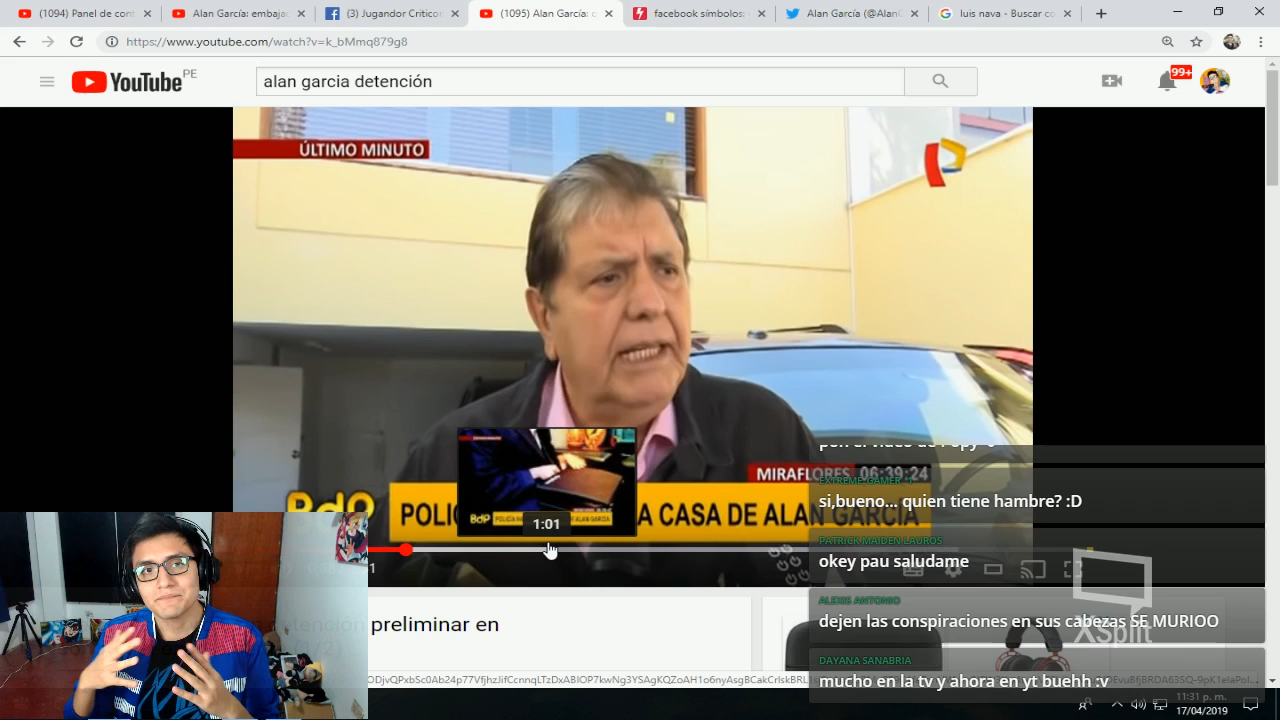 (1094) Panel de cont
Alan García: embaja
(3) Jugandor Critico
(1095) Alan García: c
facebook símbolos:
Twitter Alan García (@AlanG
luis nava - Buscar co
https://www.youtube.com/watch?v=k_bMmq879g8
YouTube PE
alan garcia detención
99+
ÚLTIMO MINUTO
MIRAFLORES 06:39:24
BdP
POLIC
A CASA DE ALAN GARCÍA
1:01
preliminar en
EXTREME GAMER
si,bueno... quien tiene hambre? :D
PATRICK MAIDEN LAUROS
okey pau saludame
ALEXIS ANTONIO
dejen las conspiraciones en sus cabezas SE MURIOO
DAYANA SANABRIA
mucho en la tv y ahora en yt buehh :v
XSplit
11:31 p. m.
17/04/2019